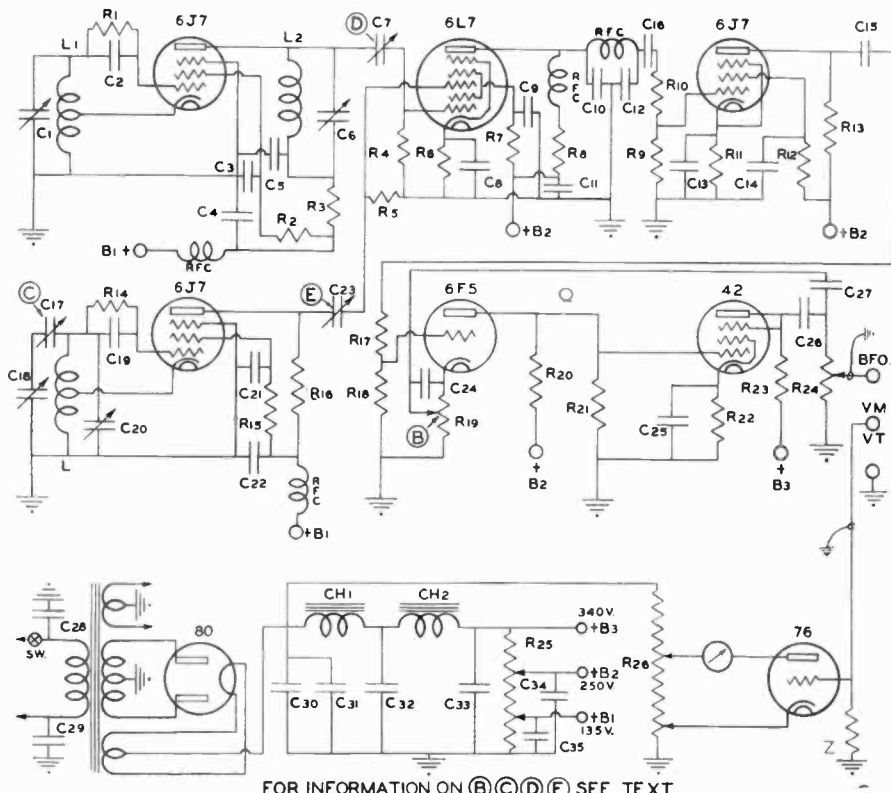 6J7
6L7
6J7
R1
L1
C2
L2
D
C7
RFC
C16
C15
C1
C6
C9
R7
RFC
C10
C12
R10
R13
R4
R6
C8
R8
C11
R9
C13
R11
C14
R12
C3
C5
C4
R2
R3
R5
B1+
RFC
+B2
+B2
C
C17
R14
6J7
E
C23
6F5
Q
42
C27
C19
R17
C26
BFO.
C18
C21
R16
R18
C24
R20
R23
R24
C20
R15
R19
R21
VM
VT
L
C22
B
C25
R22
RFC
+B2
+B3
+B1
C28
80
CH1
CH2
340V.
+B3
76
SW.
R25
R26
C34
+B2
250V
C30
C31
C32
C33
+B1
135V.
C29
C35
Z
FOR INFORMATION ON B C D E SEE TEXT